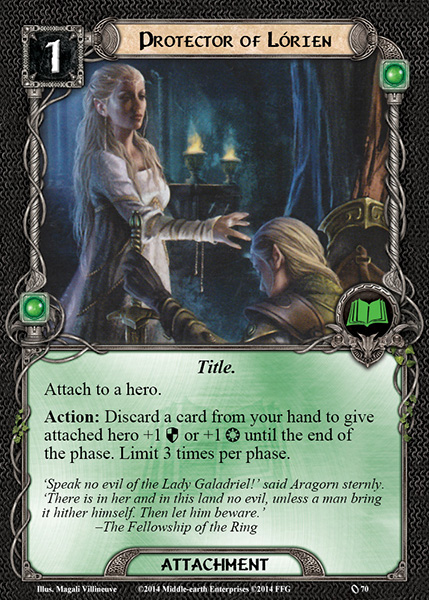 1
PROTECTOR OF LÓRIEN
Title.
Attach to a hero.
Action: Discard a card from your hand to give
attached hero +1 or +1 until the end of
the phase. Limit 3 times per phase.
‘Speak no evil of the Lady Galadriel!’ said Aragorn sternly.
‘There is in her and in this land no evil, unless a man bring
it hither himself. Then let him beware.’
–The Fellowship of the Ring
ATTACHMENT
Illus. Magali Villineuve ©2014 Middle-earth Enterprises ©2014 FFG 70